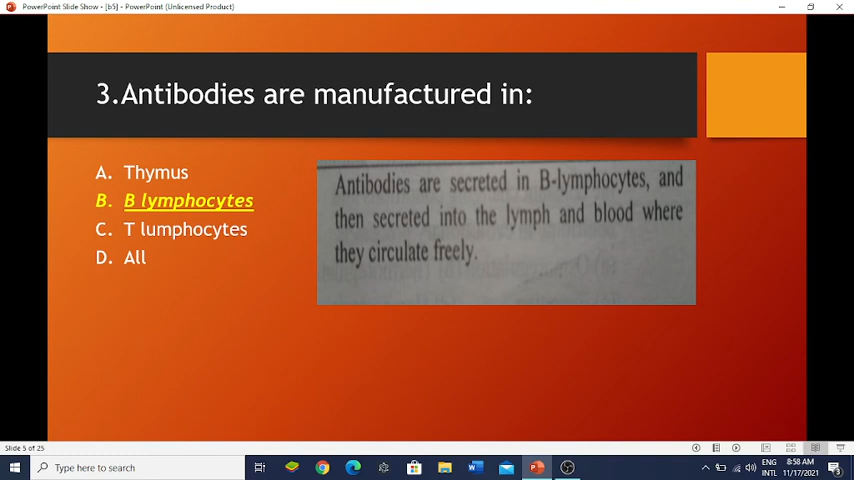 PowerPoint Slide Show - [b5] - PowerPoint (Unlicensed Product)
3.Antibodies are manufactured in:
A. Thymus
B. B lymphocytes
C. T lumphocytes
D. All
Antibodies are secreted in B-lymphocytes, and
then secreted into the lymph and blood where
they circulate freely.
Slide 5 of 25
Type here to search
ENG
INTL
8:58 AM
11/17/2021
3